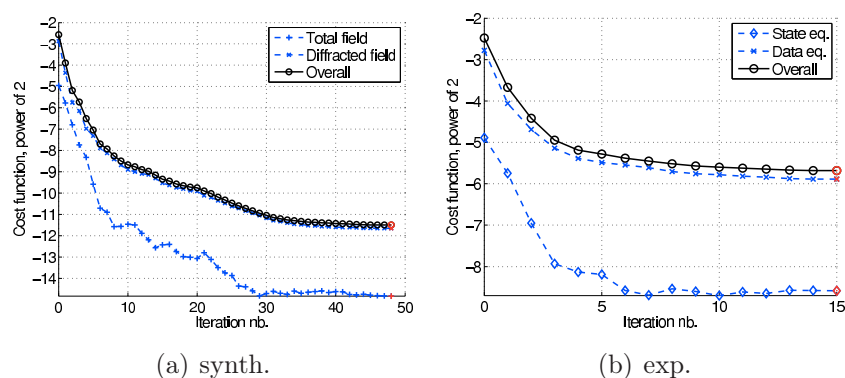 −2
−3
−4
−5
−6
−7
−8
−9
−10
−11
−12
−13
−14
Cost function, power of 2
0
10
20
30
40
50
Iteration nb.
Total field
Diffracted field
Overall
(a) synth.
−2
−3
−4
−5
−6
−7
−8
Cost function, power of 2
0
5
10
15
Iteration nb.
State eq.
Data eq.
Overall
(b) exp.